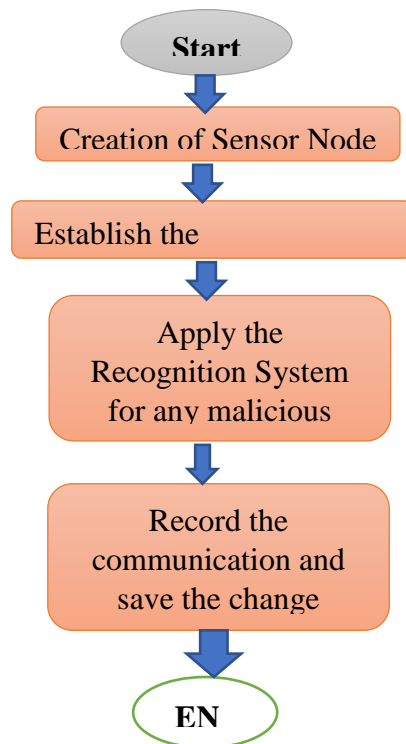 Start
Creation of Sensor Node
Establish the
Apply the
Recognition System
for any malicious
Record the
communication and
save the change
EN